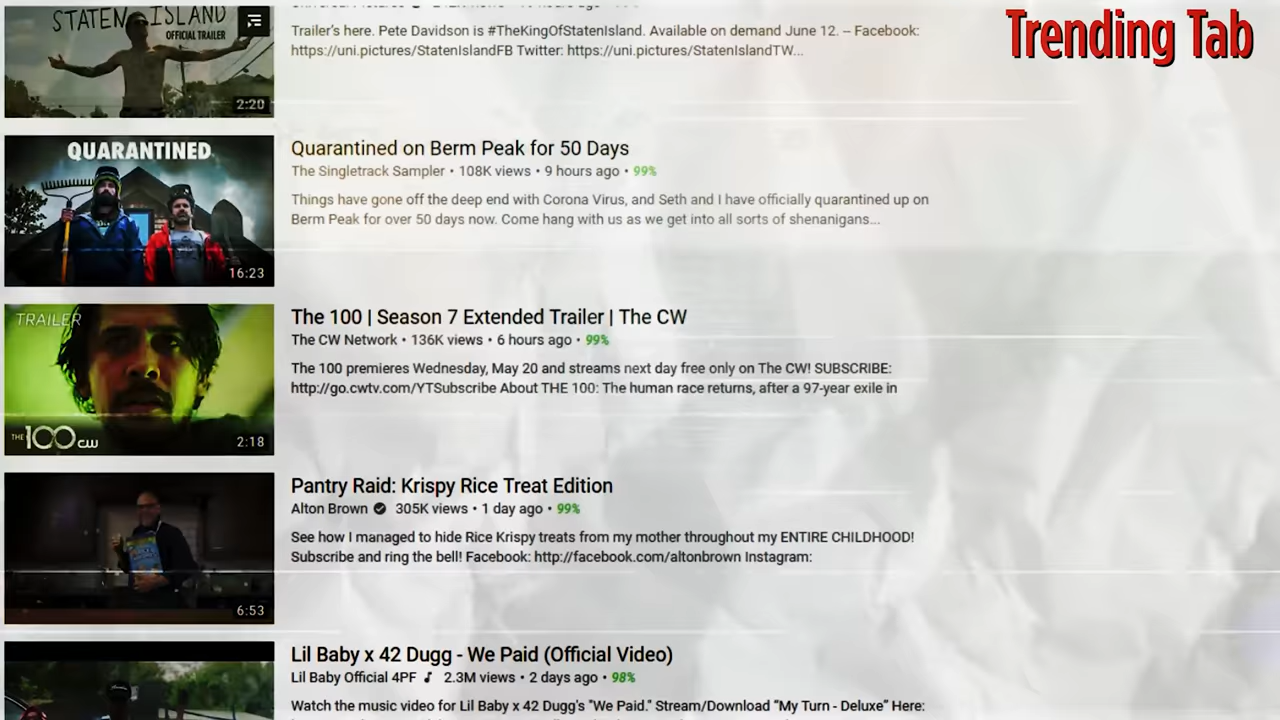 Trending Tab
STATEN ISLAND
OFFICIAL TRAILER
2:20
Trailer's here. Pete Davidson is #TheKingOfStatenIsland. Available on demand June 12. -- Facebook:
https://uni.pictures/StatenIslandFB Twitter: https://uni.pictures/StatenIslandTW...
QUARANTINED
16:23
Quarantined on Berm Peak for 50 Days
The Singletrack Sampler • 108K views • 9 hours ago • 99%
Things have gone off the deep end with Corona Virus, and Seth and I have officially quarantined up on
Berm Peak for over 50 days now. Come hang with us as we get into all sorts of shenanigans...
TRAILER
THE 100 CW
2:18
The 100 | Season 7 Extended Trailer | The CW
The CW Network • 136K views • 6 hours ago • 99%
The 100 premieres Wednesday, May 20 and streams next day free only on The CW! SUBSCRIBE:
http://go.cwtv.com/YTSubscribe About THE 100: The human race returns, after a 97-year exile in
6:53
Pantry Raid: Krispy Rice Treat Edition
Alton Brown 305K views • 1 day ago • 99%
See how I managed to hide Rice Krispy treats from my mother throughout my ENTIRE CHILDHOOD!
Subscribe and ring the bell! Facebook: http://facebook.com/altonbrown Instagram:
Lil Baby x 42 Dugg - We Paid (Official Video)
Lil Baby Official 4PF 2.3M views • 2 days ago • 98%
Watch the music video for Lil Baby x 42 Dugg's "We Paid." Stream/Download "My Turn - Deluxe" Here: